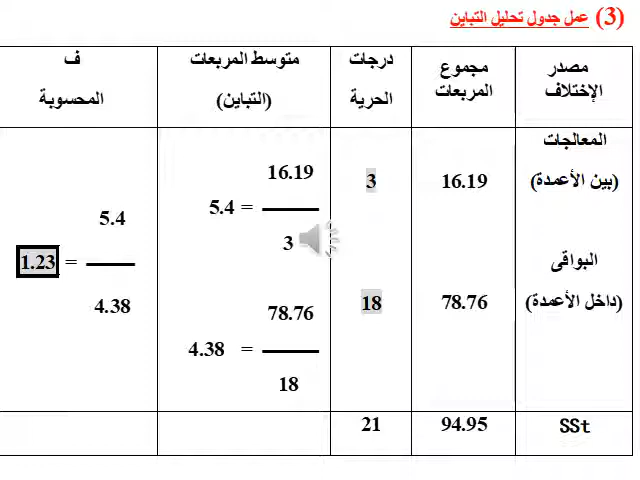 (3) عمل جدول تحليل التباين
مصدر الإختلاف
مجموع المربعات
درجات الحرية
متوسط المربعات (التباين)
ف المحسوبة
المعالجات
(بين الأعمدة)
16.19
3
16.19
5.4 =
3
البواقى
(داخل الأعمدة)
78.76
18
78.76
4.38 =
18
5.4
1.23 =
4.38
SSt
94.95
21